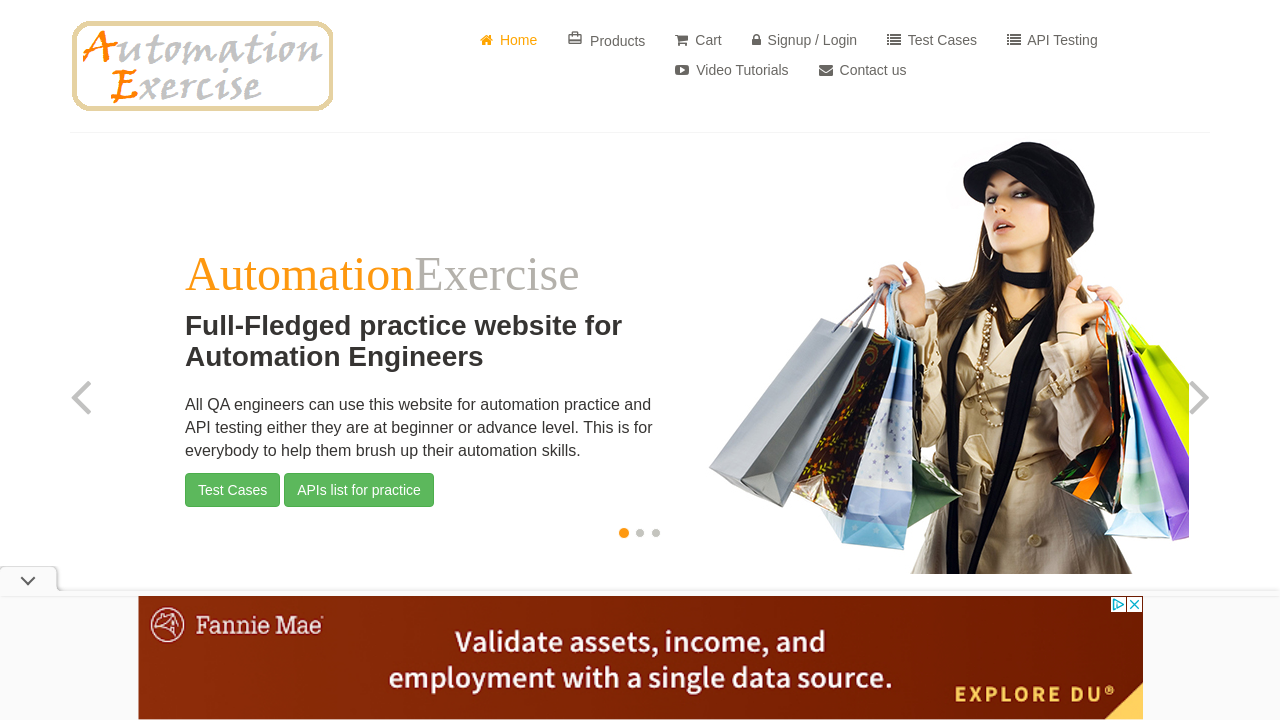 Automation
Exercise
Home Products Cart Signup / Login Test Cases API Testing
Video Tutorials Contact us
AutomationExercise
Full-Fledged practice website for
Automation Engineers
All QA engineers can use this website for automation practice and
API testing either they are at beginner or advance level. This is for
everybody to help them brush up their automation skills.
Test Cases APIs list for practice
Fannie Mae
Validate assets, income, and
employment with a single data source.
EXPLORE DU®